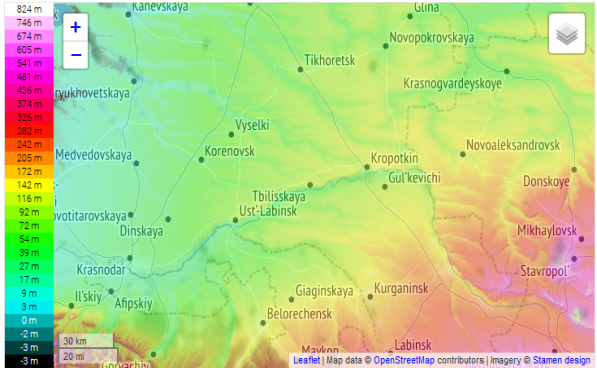 824 m
746 m
674 m
605 m
541 m
481 m
426 m
374 m
326 m
282 m
242 m
205 m
172 m
142 m
116 m
92 m
72 m
54 m
39 m
27 m
17 m
9 m
3 m
0 m
-2 m
-3 m
-3 m
+
−
Kanevskaya
Glina
Novopokrovskaya
Tikhoretsk
Krasnogvardeyskoye
ryukhovetskaya
Vyselki
Medvedovskaya
Korenovsk
Kropotkin
Novoaleksandrovsk
Gul'kevichi
Donskoye
Tbilisskaya
ovotitarovskaya
Ust'-Labinsk
Dinskaya
Mikhaylovsk
Krasnodar
Stavropol'
Il'skiy
Afipskiy
Giaginskaya
Kurganinsk
Belorechensk
30 km
20 mi
Maykop
Labinsk
Goryachiy
Leaflet | Map data © OpenStreetMap contributors | Imagery © Stamen design